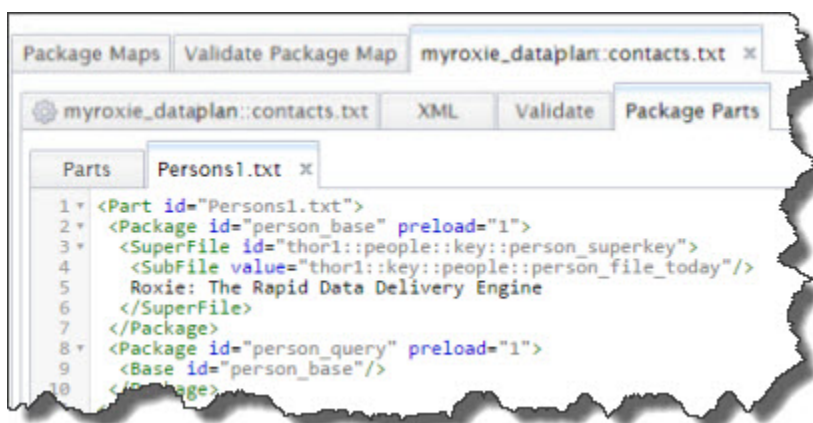 Package Maps Validate Package Map myroxie_dataplan::contacts.txt ×
myroxie_dataplan::contacts.txt XML Validate Package Parts
Parts Persons1.txt ×
1 <Part id="Persons1.txt">
2 <Package id="person_base" preload="1">
3 <SuperFile id="thor1::people::key::person_superkey">
4 <SubFile value="thor1::key::people::person_file_today"/>
5 Roxie: The Rapid Data Delivery Engine
6 </SuperFile>
7 </Package>
8 <Package id="person_query" preload="1">
9 <Base id="person_base"/>
10 </Package>